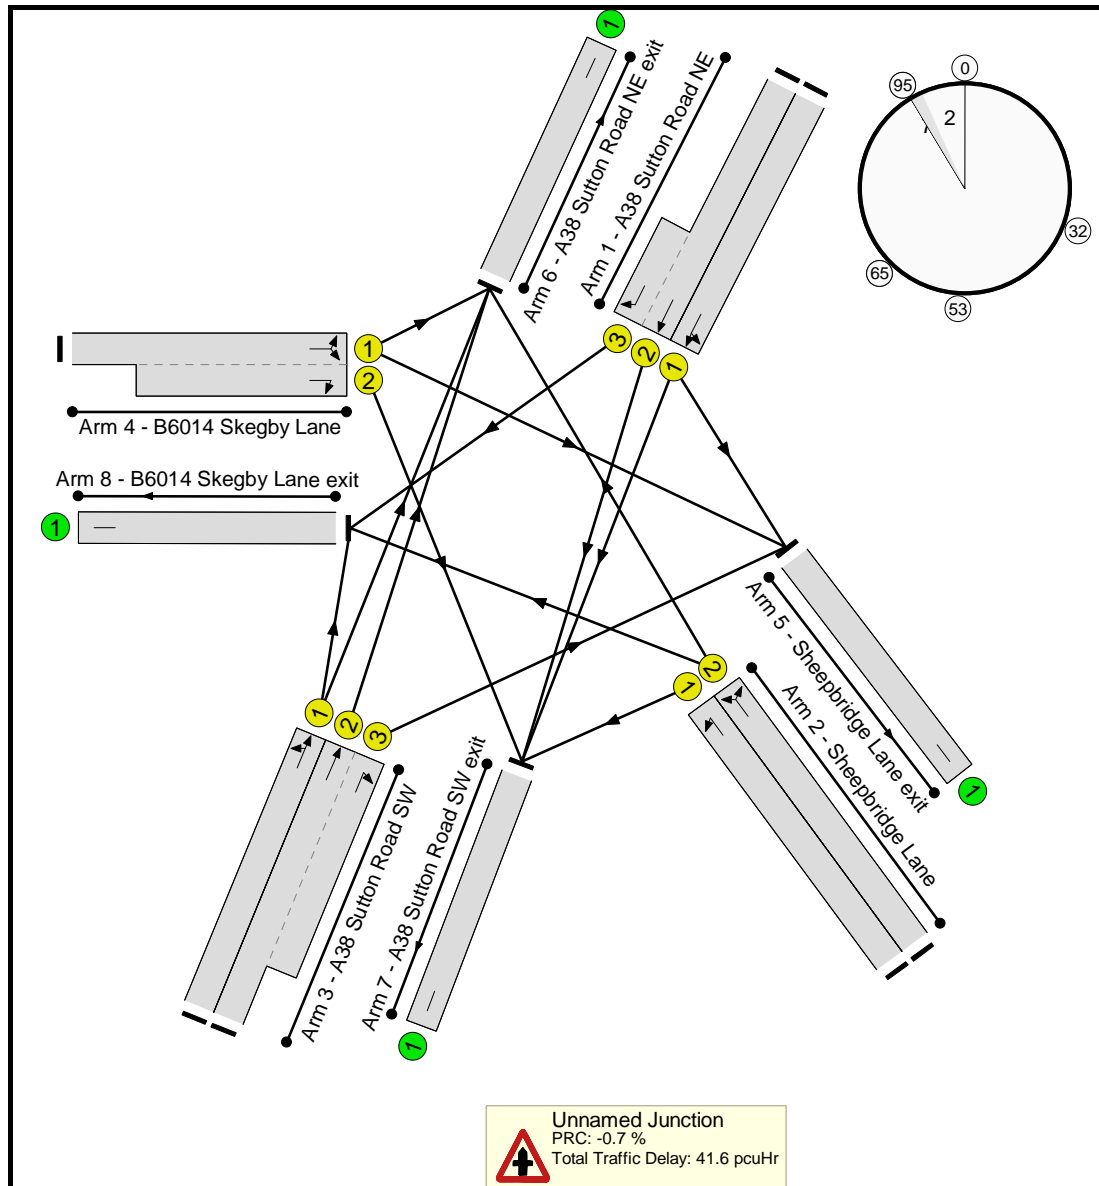 1
Arm 6 - A38 Sutton Road NE exit
Arm 1 - A38 Sutton Road NE
0
95
2
32
65
53
3
2
1
1
2
Arm 4 - B6014 Skegby Lane
Arm 8 - B6014 Skegby Lane exit
1
Arm 5 - Sheepbridge Lane exit
Arm 2 - Sheepbridge Lane
2
1
1
2
3
1
Arm 3 - A38 Sutton Road SW
Arm 7 - A38 Sutton Road SW exit
1
Unnamed Junction
PRC: -0.7 %
Total Traffic Delay: 41.6 pcuHr